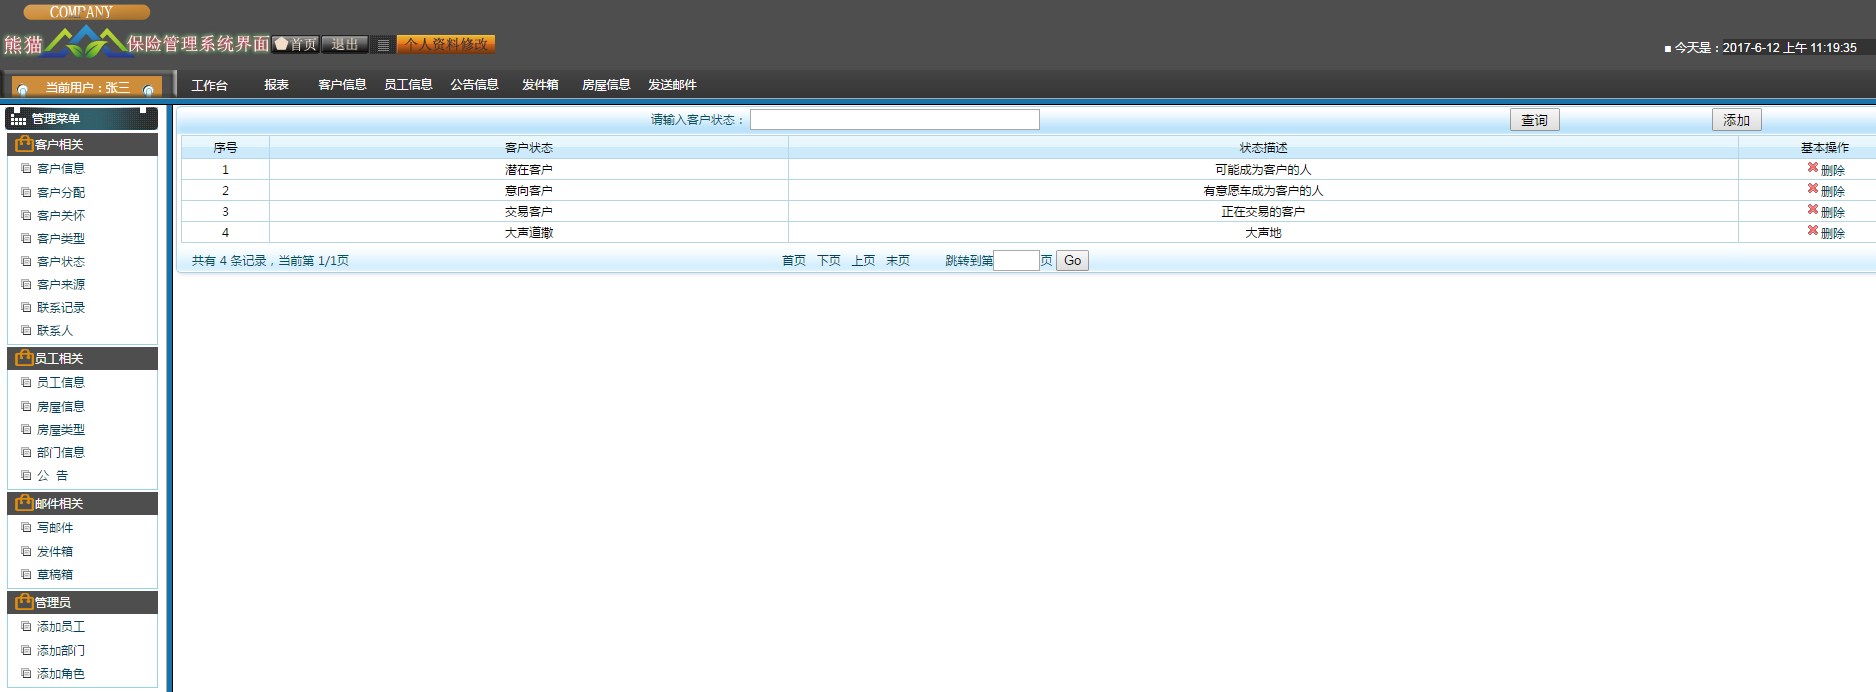 COMPANY
熊猫 保险管理系统界面 首页 退出 个人资料修改
今天是：2017-6-12 上午 11:19:35
当前用户：张三 工作台 报表 客户信息 员工信息 公告信息 发件箱 房屋信息 发送邮件
管理菜单
客户相关
客户信息
客户分配
客户关怀
客户类型
客户状态
客户来源
联系记录
联系人
员工相关
员工信息
房屋信息
房屋类型
部门信息
公 告
邮件相关
写邮件
发件箱
草稿箱
管理员
添加员工
添加部门
添加角色
请输入客户状态： 查询 添加
序号 客户状态 状态描述 基本操作
1 潜在客户 可能成为客户的人 删除
2 意向客户 有意愿车成为客户的人 删除
3 交易客户 正在交易的客户 删除
4 大声道撒 大声地 删除
共有 4 条记录，当前第 1/1页 首页 下页 上页 末页 跳转到第 页 Go